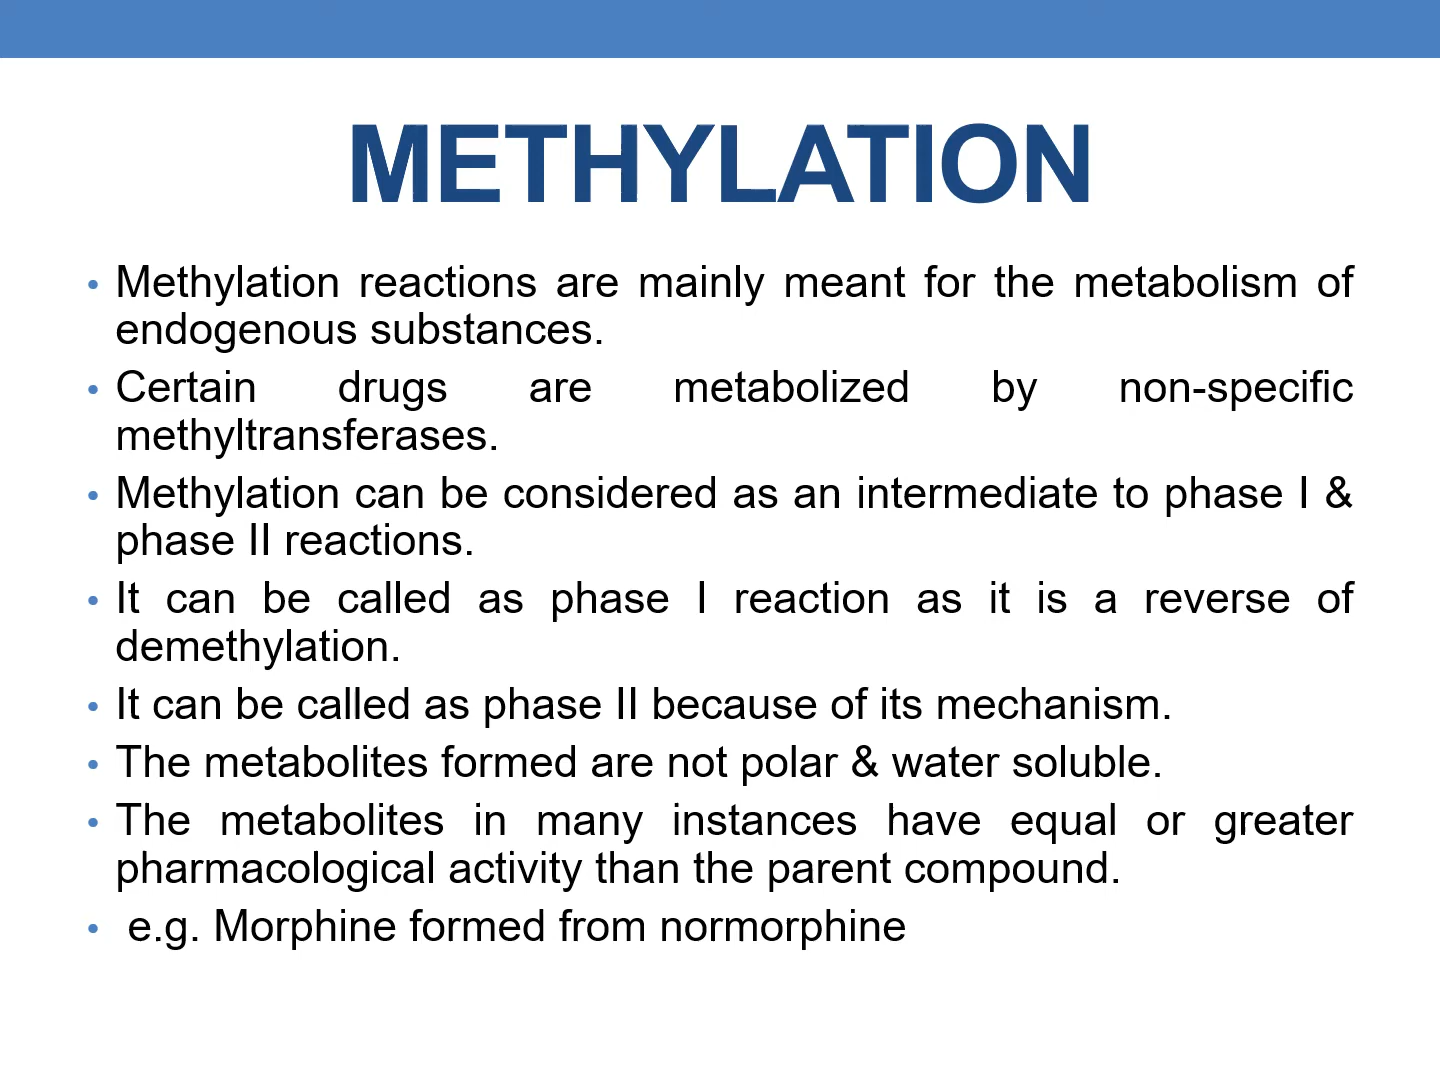 METHYLATION
• Methylation reactions are mainly meant for the metabolism of
endogenous substances.
• Certain drugs are metabolized by non-specific
methyltransferases.
• Methylation can be considered as an intermediate to phase I &
phase II reactions.
• It can be called as phase I reaction as it is a reverse of
demethylation.
• It can be called as phase II because of its mechanism.
• The metabolites formed are not polar & water soluble.
• The metabolites in many instances have equal or greater
pharmacological activity than the parent compound.
• e.g. Morphine formed from normorphine